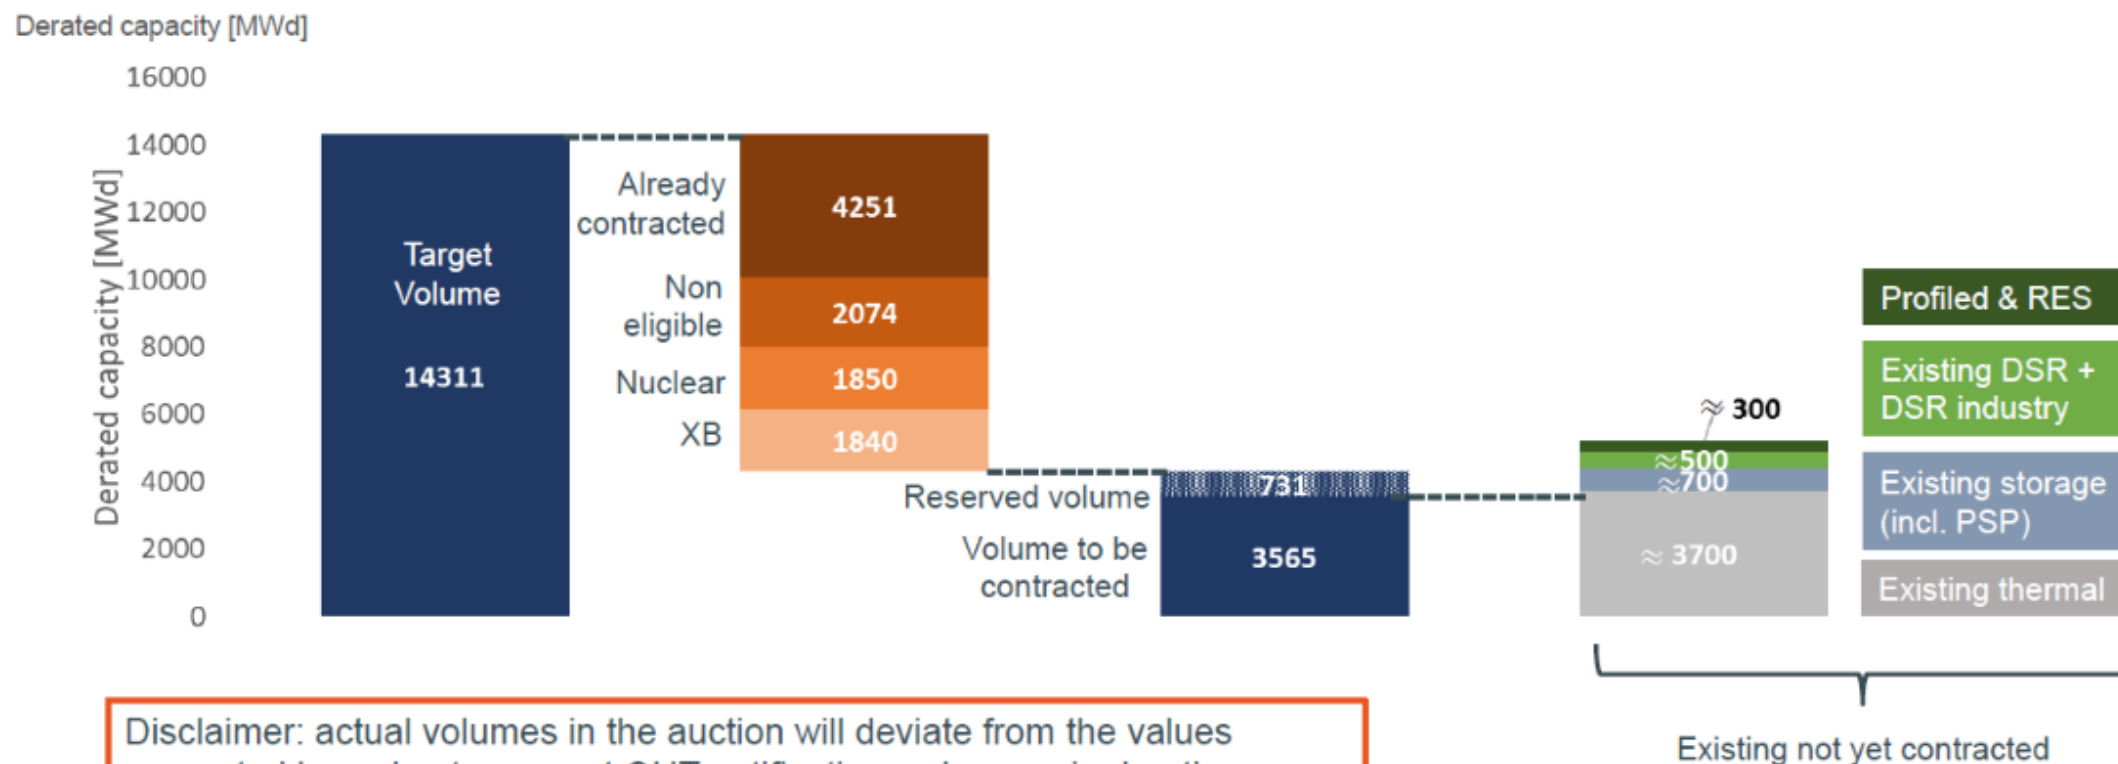 Derated capacity [MWd]
16000
14000
12000
10000
8000
6000
4000
2000
0
Derated capacity [MWd]
Target
Volume
14311
Already
contracted
4251
Non
eligible
2074
Nuclear
1850
XB
1840
Reserved volume
731
Volume to be
contracted
3565
≈ 300
≈500
≈700
≈ 3700
Profiled & RES
Existing DSR +
DSR industry
Existing storage
(incl. PSP)
Existing thermal
Existing not yet contracted
Disclaimer: actual volumes in the auction will deviate from the values